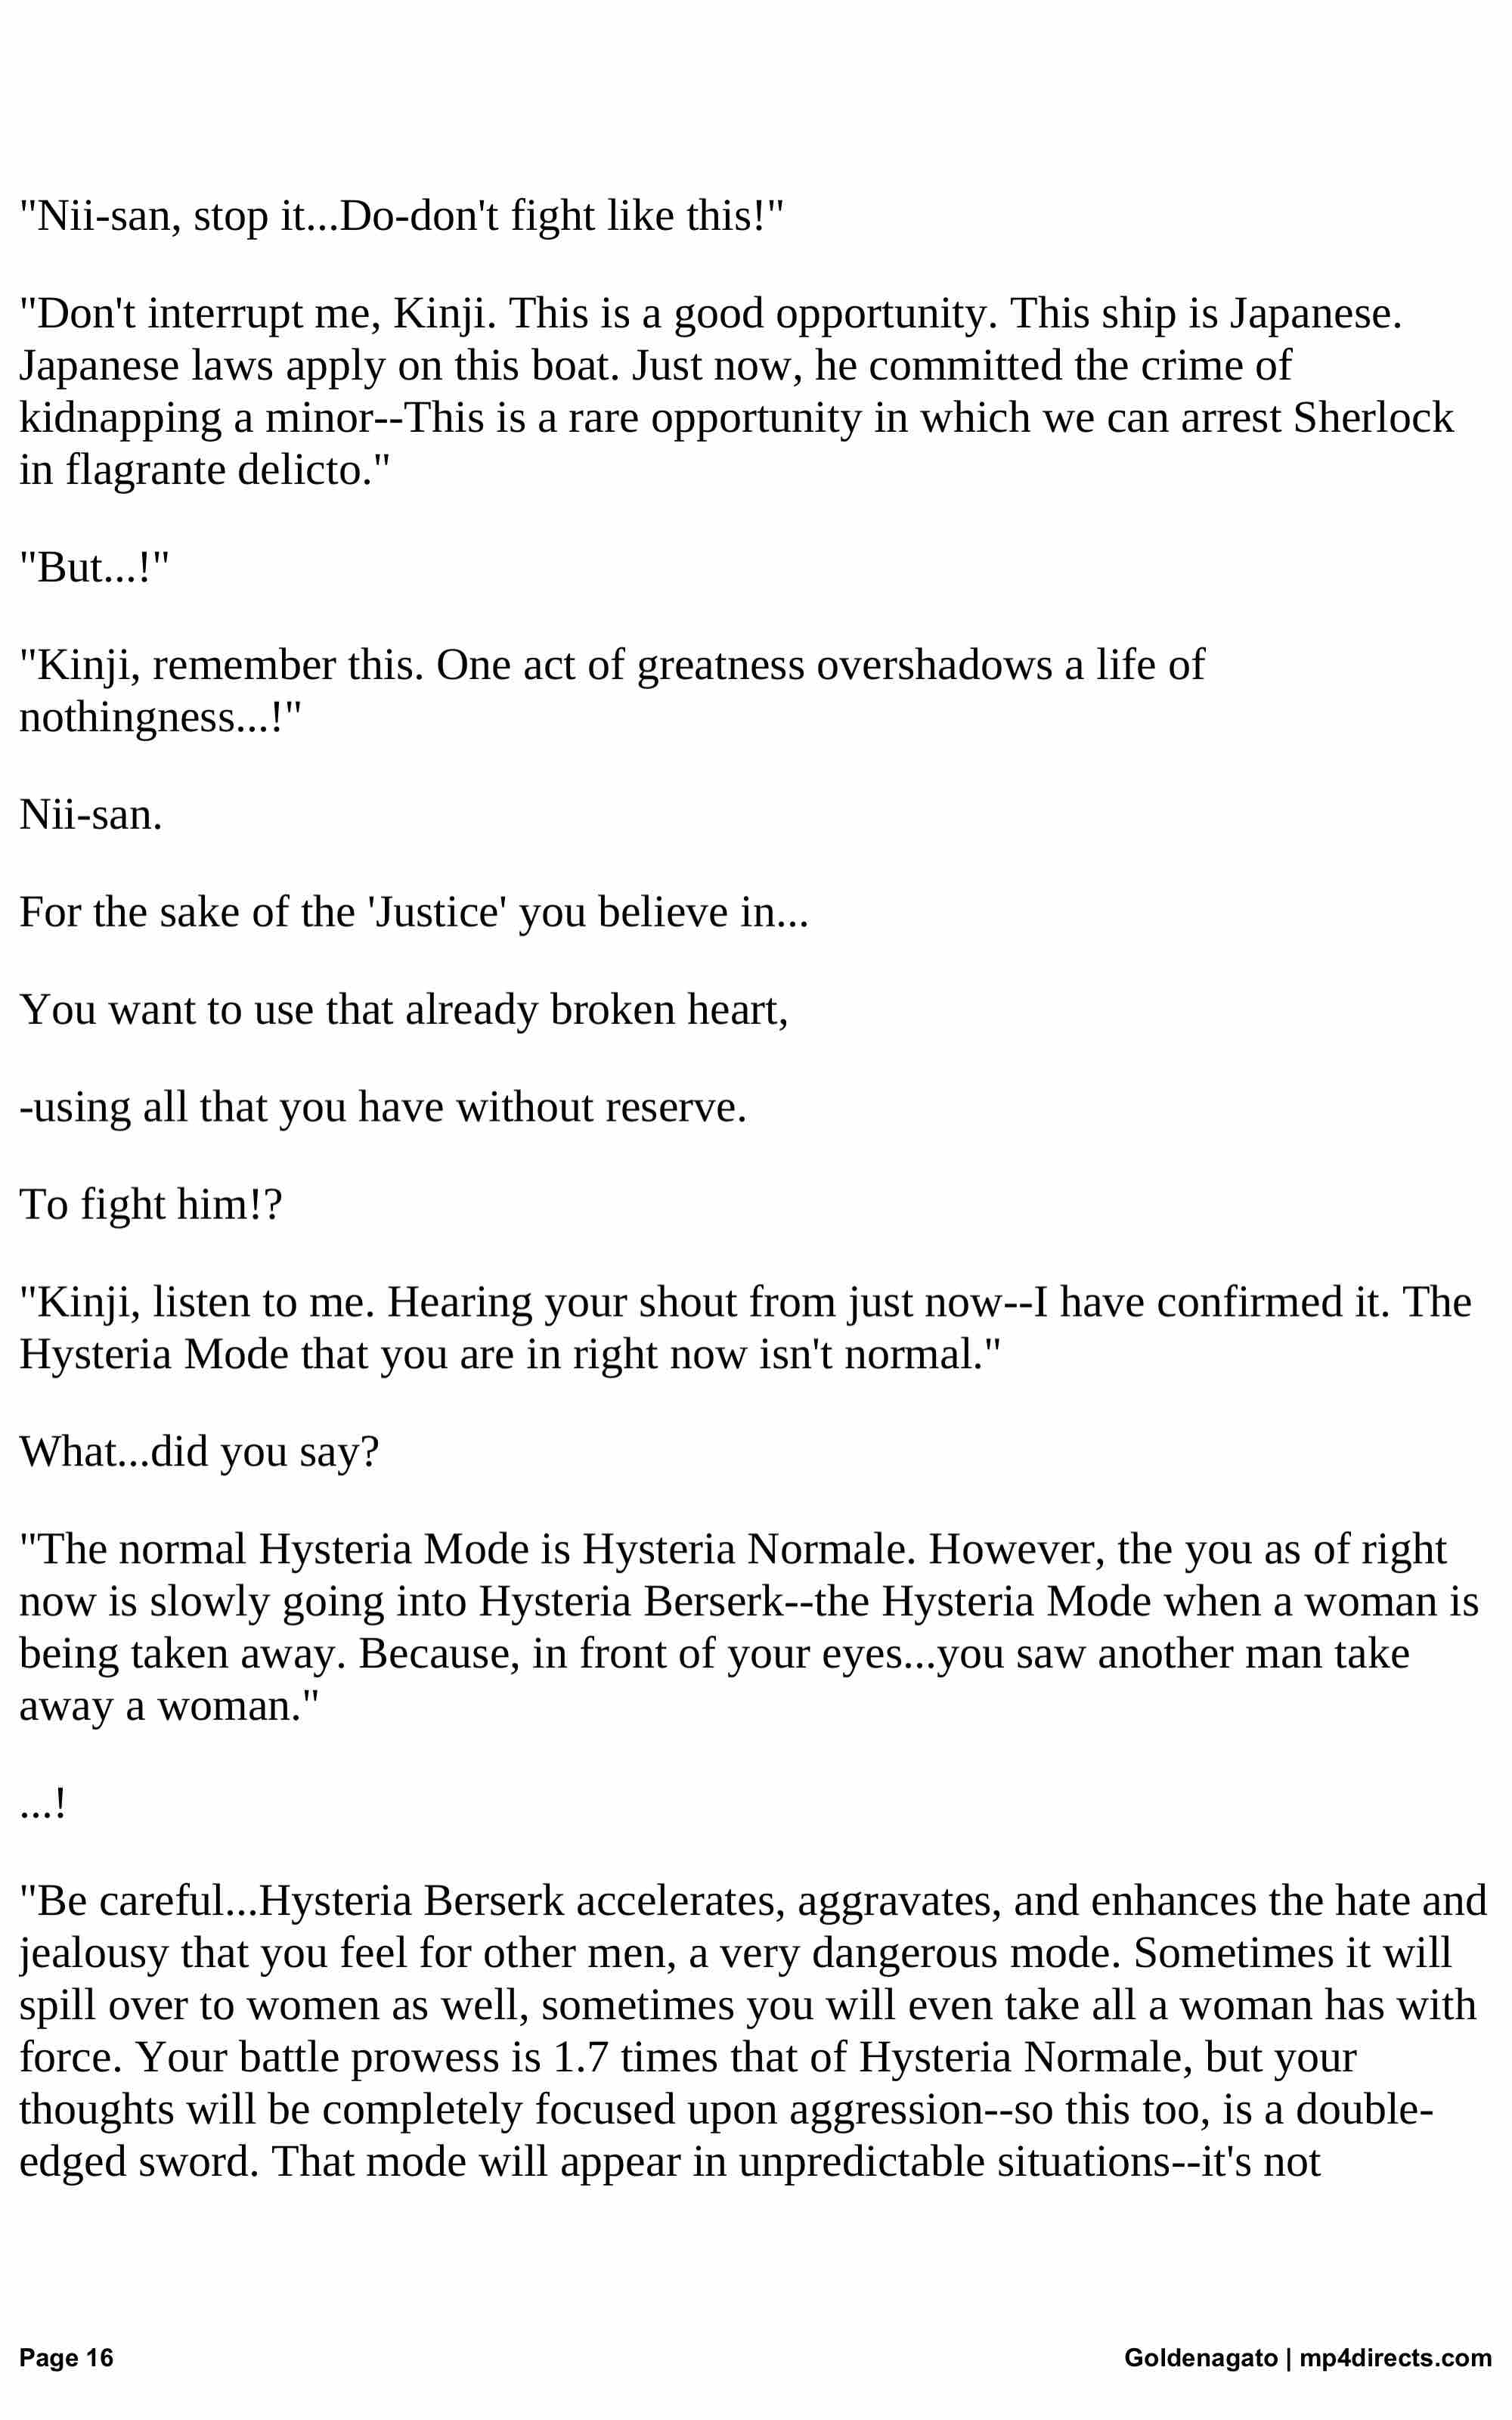 "Nii-san, stop it...Do-don't fight like this!"
"Don't interrupt me, Kinji. This is a good opportunity. This ship is Japanese.
Japanese laws apply on this boat. Just now, he committed the crime of
kidnapping a minor--This is a rare opportunity in which we can arrest Sherlock
in flagrante delicto."
"But...!"
"Kinji, remember this. One act of greatness overshadows a life of
nothingness...!"
Nii-san.
For the sake of the 'Justice' you believe in...
You want to use that already broken heart,
-using all that you have without reserve.
To fight him!?
"Kinji, listen to me. Hearing your shout from just now--I have confirmed it. The
Hysteria Mode that you are in right now isn't normal."
What...did you say?
"The normal Hysteria Mode is Hysteria Normale. However, the you as of right
now is slowly going into Hysteria Berserk--the Hysteria Mode when a woman is
being taken away. Because, in front of your eyes...you saw another man take
away a woman."
...!
"Be careful...Hysteria Berserk accelerates, aggravates, and enhances the hate and
jealousy that you feel for other men, a very dangerous mode. Sometimes it will
spill over to women as well, sometimes you will even take all a woman has with
force. Your battle prowess is 1.7 times that of Hysteria Normale, but your
thoughts will be completely focused upon aggression--so this too, is a double-
edged sword. That mode will appear in unpredictable situations--it's not
Page 16
Goldenagato | mp4directs.com